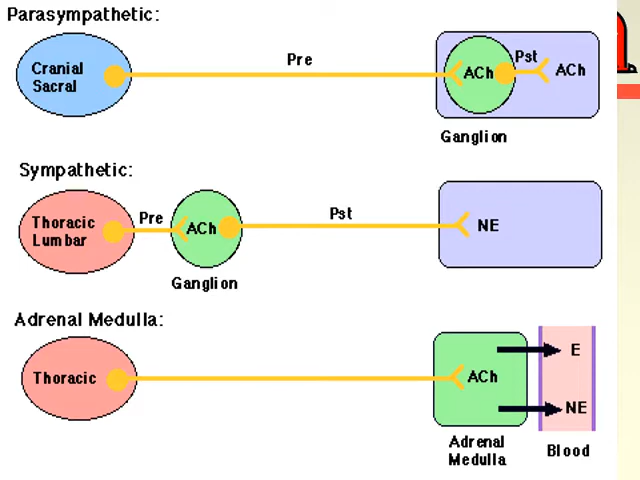 Parasympathetic:
Cranial
Sacral
Pre
ACh
Pst
ACh
Ganglion
Sympathetic:
Thoracic
Lumbar
Pre
ACh
Pst
NE
Ganglion
Adrenal Medulla:
Thoracic
ACh
E
NE
Adrenal
Medulla
Blood